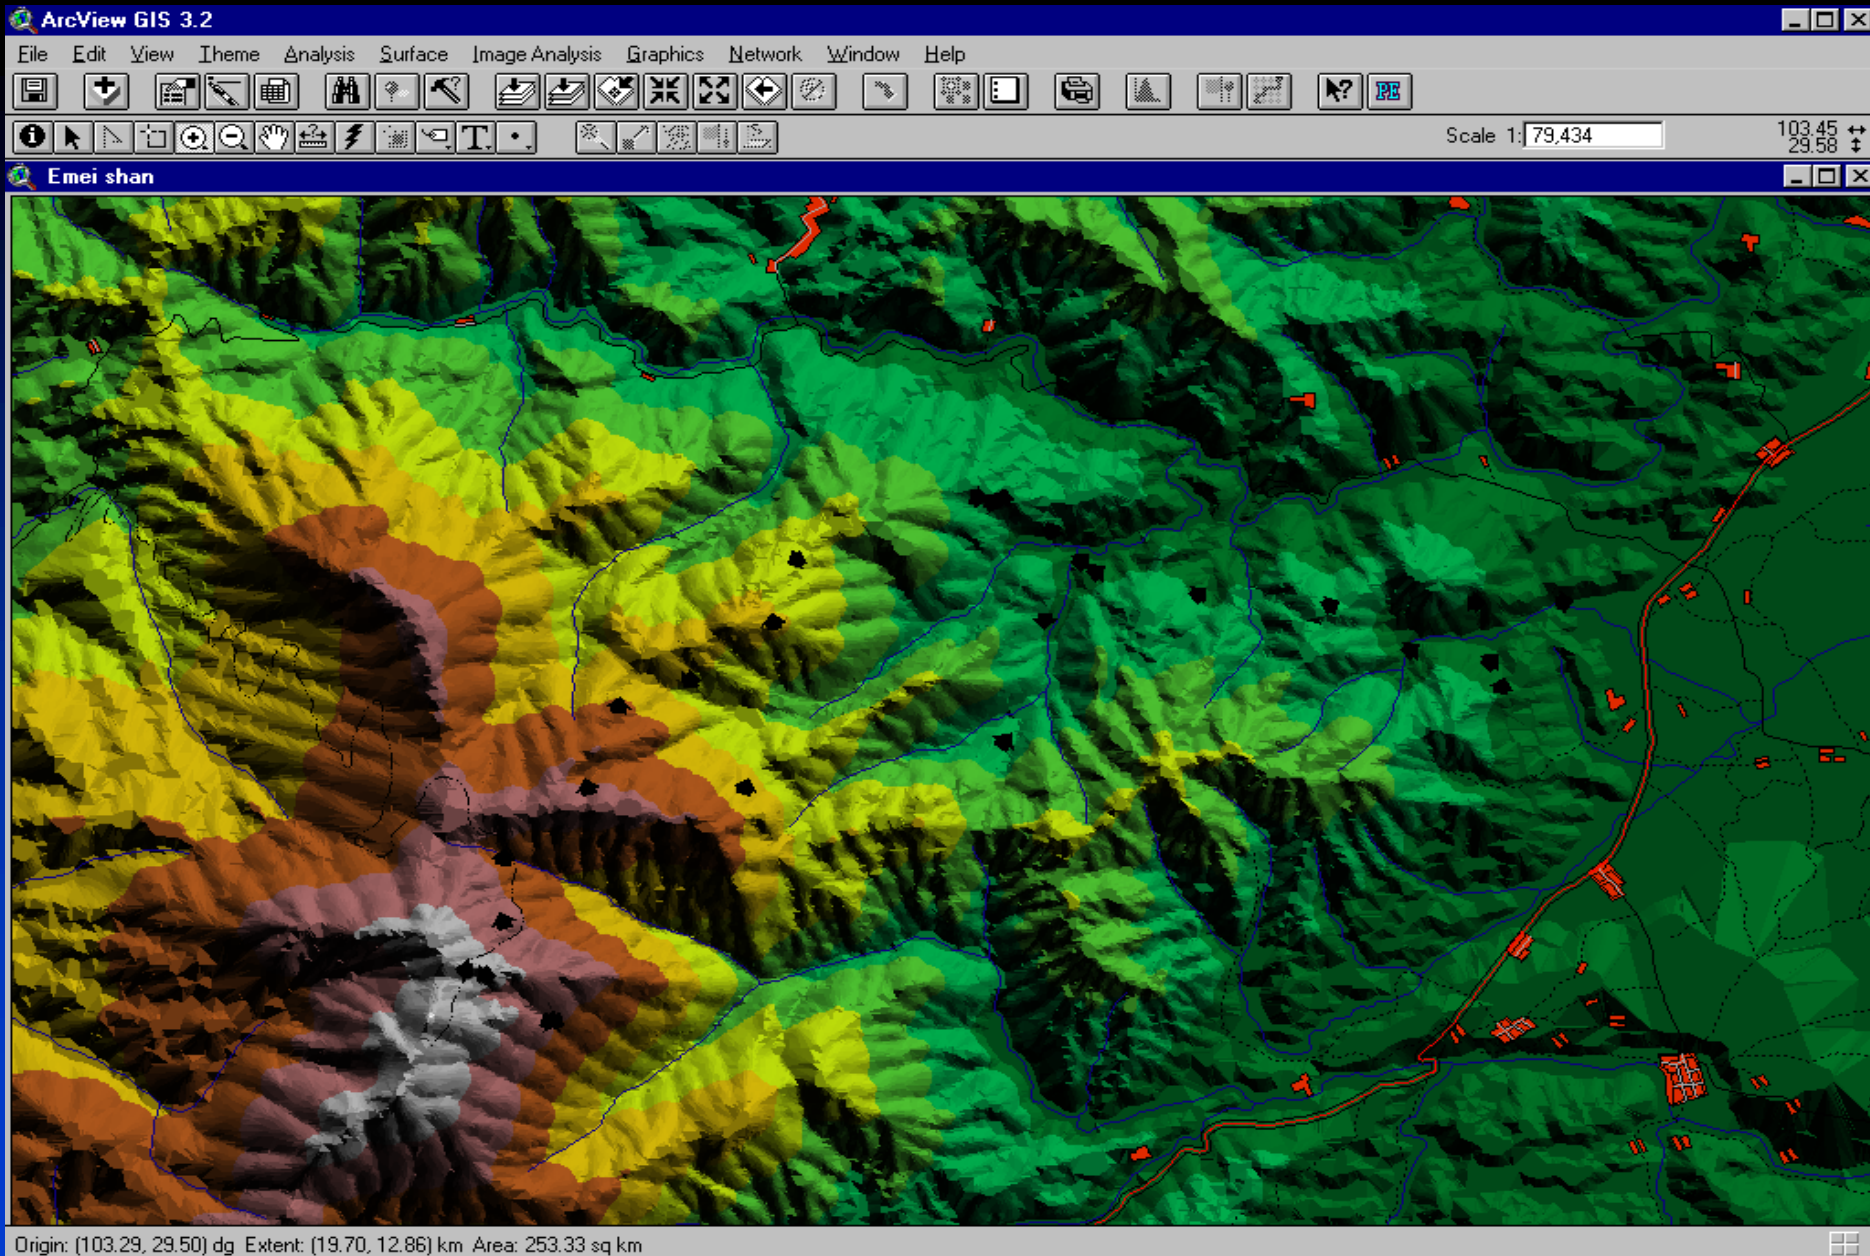 ArcView GIS 3.2
File Edit View Theme Analysis Surface Image Analysis Graphics Network Window Help
PE
T
Scale 1: 79,434
103.45
29.58
Emei shan
Origin: (103.29, 29.50) dg Extent: (19.70, 12.86) km Area: 253.33 sq km